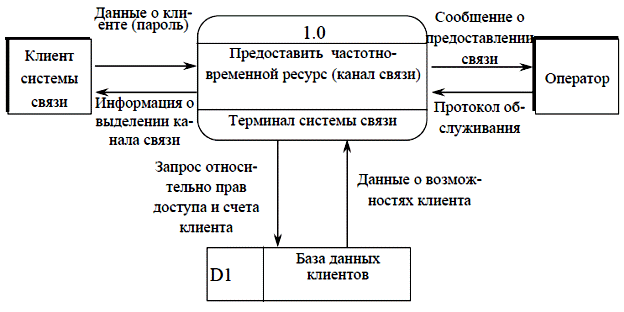 Данные о кли-
енте (пароль)
Клиент
системы
связи
Информация о
выделении ка-
нала связи
1.0
Предоставить частотно-
временной ресурс (канал связи)
Терминал системы связи
Сообшение о
предоставлении
связи
Оператор
Протокол об-
служивания
Запрос относи-
тельно прав
доступа и счета
клиента
Данные о возмож-
ностях клиента
D1
База данных
клиентов